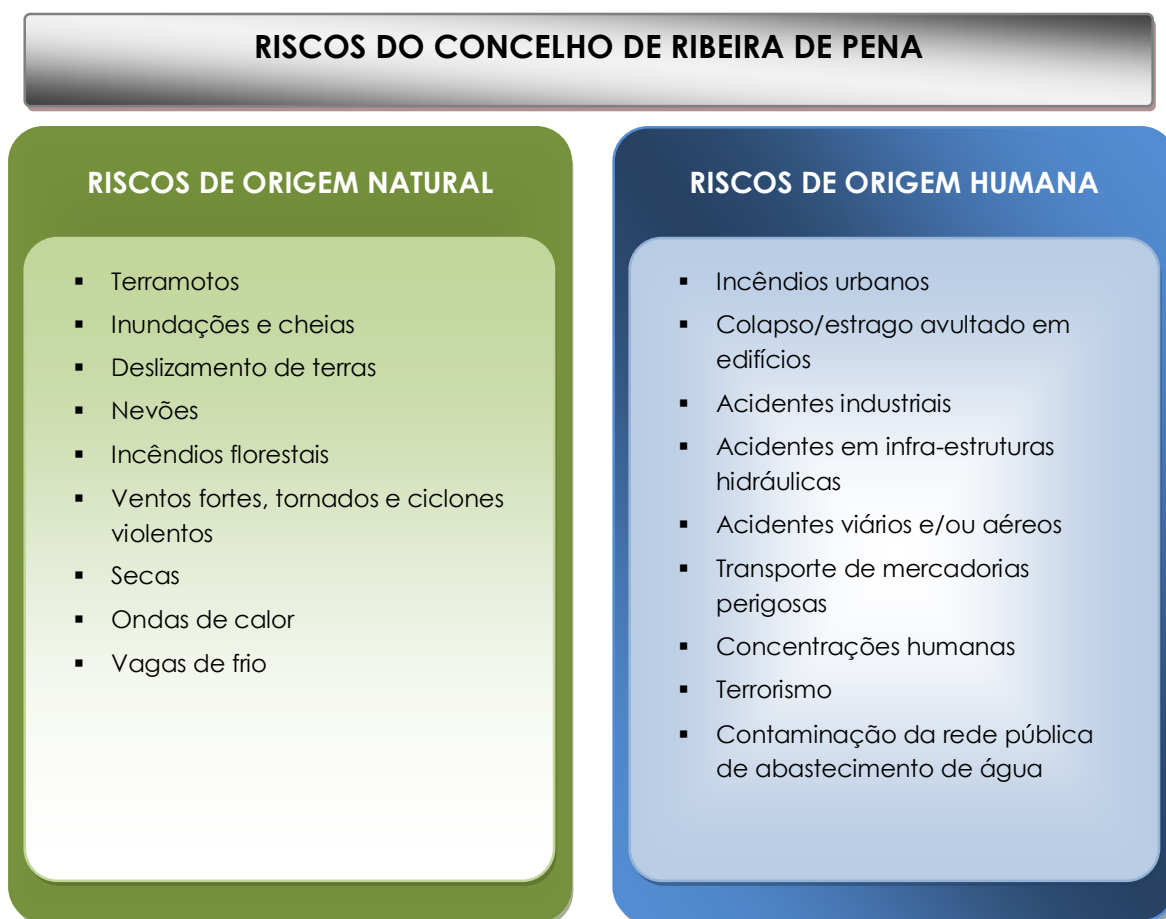 RISCOS DO CONCELHO DE RIBEIRA DE PENA
RISCOS DE ORIGEM NATURAL
▪ Terramotos
▪ Inundações e cheias
▪ Deslizamento de terras
▪ Nevões
▪ Incêndios florestais
▪ Ventos fortes, tornados e ciclones
violentos
▪ Secas
▪ Ondas de calor
▪ Vagas de frio
RISCOS DE ORIGEM HUMANA
▪ Incêndios urbanos
▪ Colapso/estrago avultado em
edifícios
▪ Acidentes industriais
▪ Acidentes em infra-estruturas
hidráulicas
▪ Acidentes viários e/ou aéreos
▪ Transporte de mercadorias
perigosas
▪ Concentrações humanas
▪ Terrorismo
▪ Contaminação da rede pública
de abastecimento de água